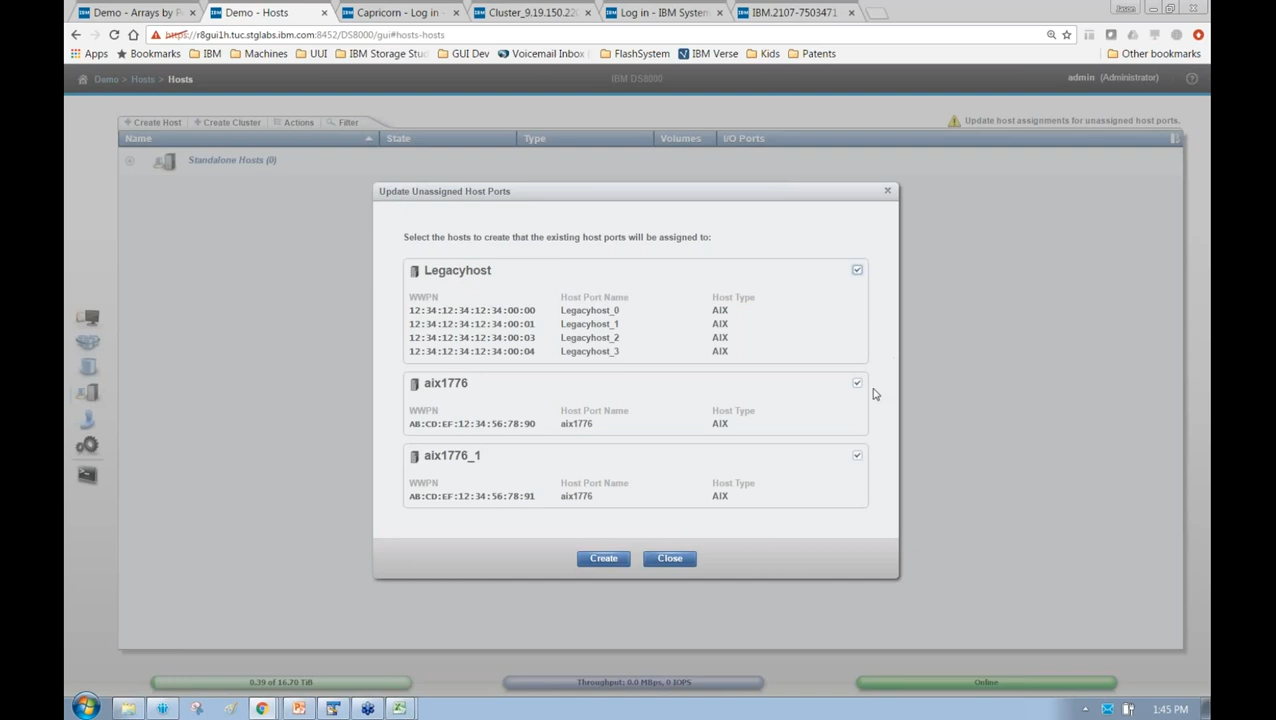 Demo - Arrays by P
Demo - Hosts
Capricorn - Log in -
Cluster_9.19.150.220
Log in - IBM System
IBM.2107-7503471
Jason
https://r8gui1h.tuc.stglabs.ibm.com:8452/DS8000/gui#hosts-hosts
Apps
Bookmarks
IBM
Machines
UUI
IBM Storage Stu
GUI Dev
Voicemail Inbox
FlashSystem
IBM Verse
Kids
Patents
Other bookmarks
Demo > Hosts > Hosts
IBM DS8000
admin (Administrator)
Create Host
Create Cluster
Actions
Filter
Update host assignments for unassigned host ports.
Name
State
Type
Volumes
I/O Ports
Standalone Hosts (0)
Update Unassigned Host Ports
Select the hosts to create that the existing host ports will be assigned to:
Legacyhost
WWPN Host Port Name Host Type
12:34:12:34:12:34:00:00 Legacyhost_0 AIX
12:34:12:34:12:34:00:01 Legacyhost_1 AIX
12:34:12:34:12:34:00:03 Legacyhost_2 AIX
12:34:12:34:12:34:00:04 Legacyhost_3 AIX
aix1776
WWPN Host Port Name Host Type
AB:CD:EF:12:34:56:78:90 aix1776 AIX
aix1776_1
WWPN Host Port Name Host Type
AB:CD:EF:12:34:56:78:91 aix1776 AIX
Create
Close
0.39 of 16.70 TiB
Throughput: 0.0 MBps, 0 IOPS
Online
1:45 PM